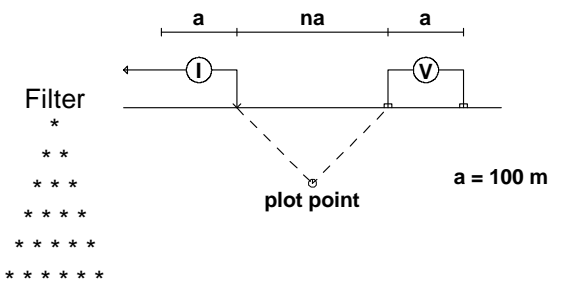 a na a
I V
Filter
*
* *
* * *
* * * *
* * * * *
* * * * * *
plot point
a = 100 m